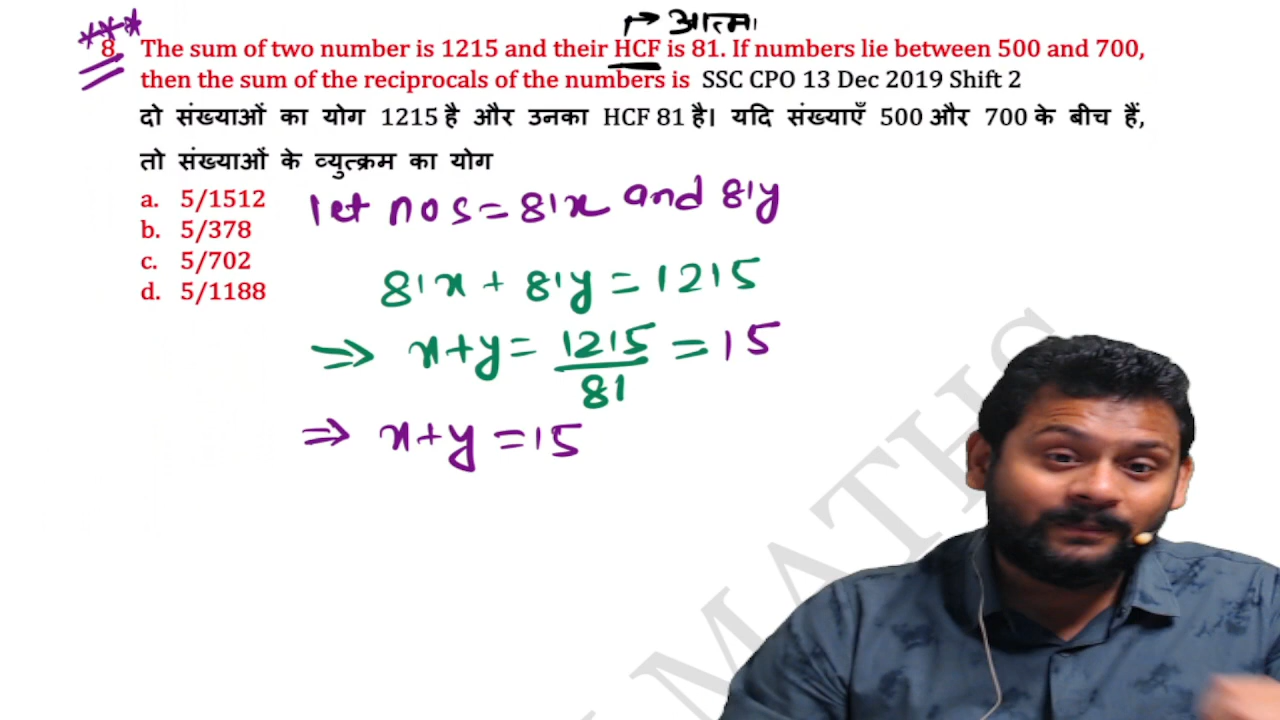 → आत्मा
8. The sum of two number is 1215 and their HCF is 81. If numbers lie between 500 and 700,
then the sum of the reciprocals of the numbers is SSC CPO 13 Dec 2019 Shift 2
दो संख्याओं का योग 1215 है और उनका HCF 81 है। यदि संख्याएँ 500 और 700 के बीच हैं,
तो संख्याओं के व्युत्क्रम का योग
a. 5/1512
b. 5/378
c. 5/702
d. 5/1188
let nos = 81x and 81y
81x + 81y = 1215
⇒ x+y = 1215/81 = 15
⇒ x+y = 15
MATHS